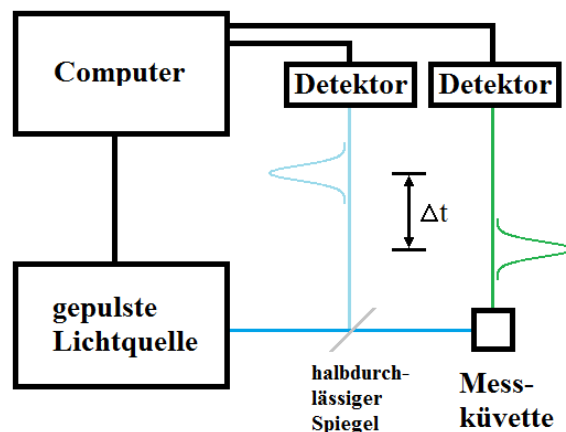 Computer
Detektor
Detektor
Δt
gepulste
Lichtquelle
halbdurch-
lässiger
Spiegel
Mess-
küvette